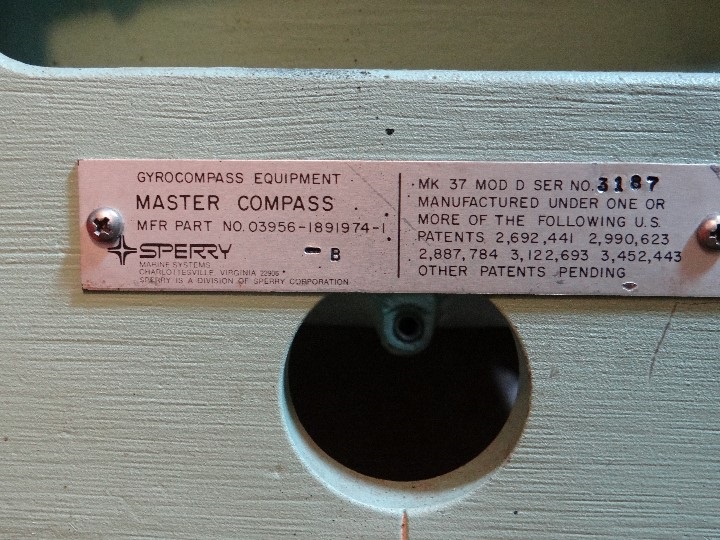 GYROCOMPASS EQUIPMENT
MASTER COMPASS
MFR PART NO. 03956-1891974-1
- B
SPERRY
MARINE SYSTEMS
CHARLOTTESVILLE, VIRGINIA 22906
SPERRY IS A DIVISION OF SPERRY CORPORATION
MK 37 MOD D SER NO. 3187
MANUFACTURED UNDER ONE OR
MORE OF THE FOLLOWING U.S.
PATENTS 2,692,441 2,990,623
2,887,784 3,122,693 3,452,443
OTHER PATENTS PENDING